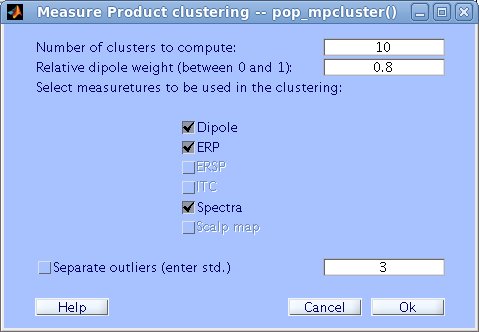 Measure Product clustering -- pop_mpcluster()
Number of clusters to compute: 10
Relative dipole weight (between 0 and 1): 0.8
Select measuretures to be used in the clustering:
Dipole
ERP
ERSP
ITC
Spectra
Scalp map
Separate outliers (enter std.) 3
Help Cancel Ok